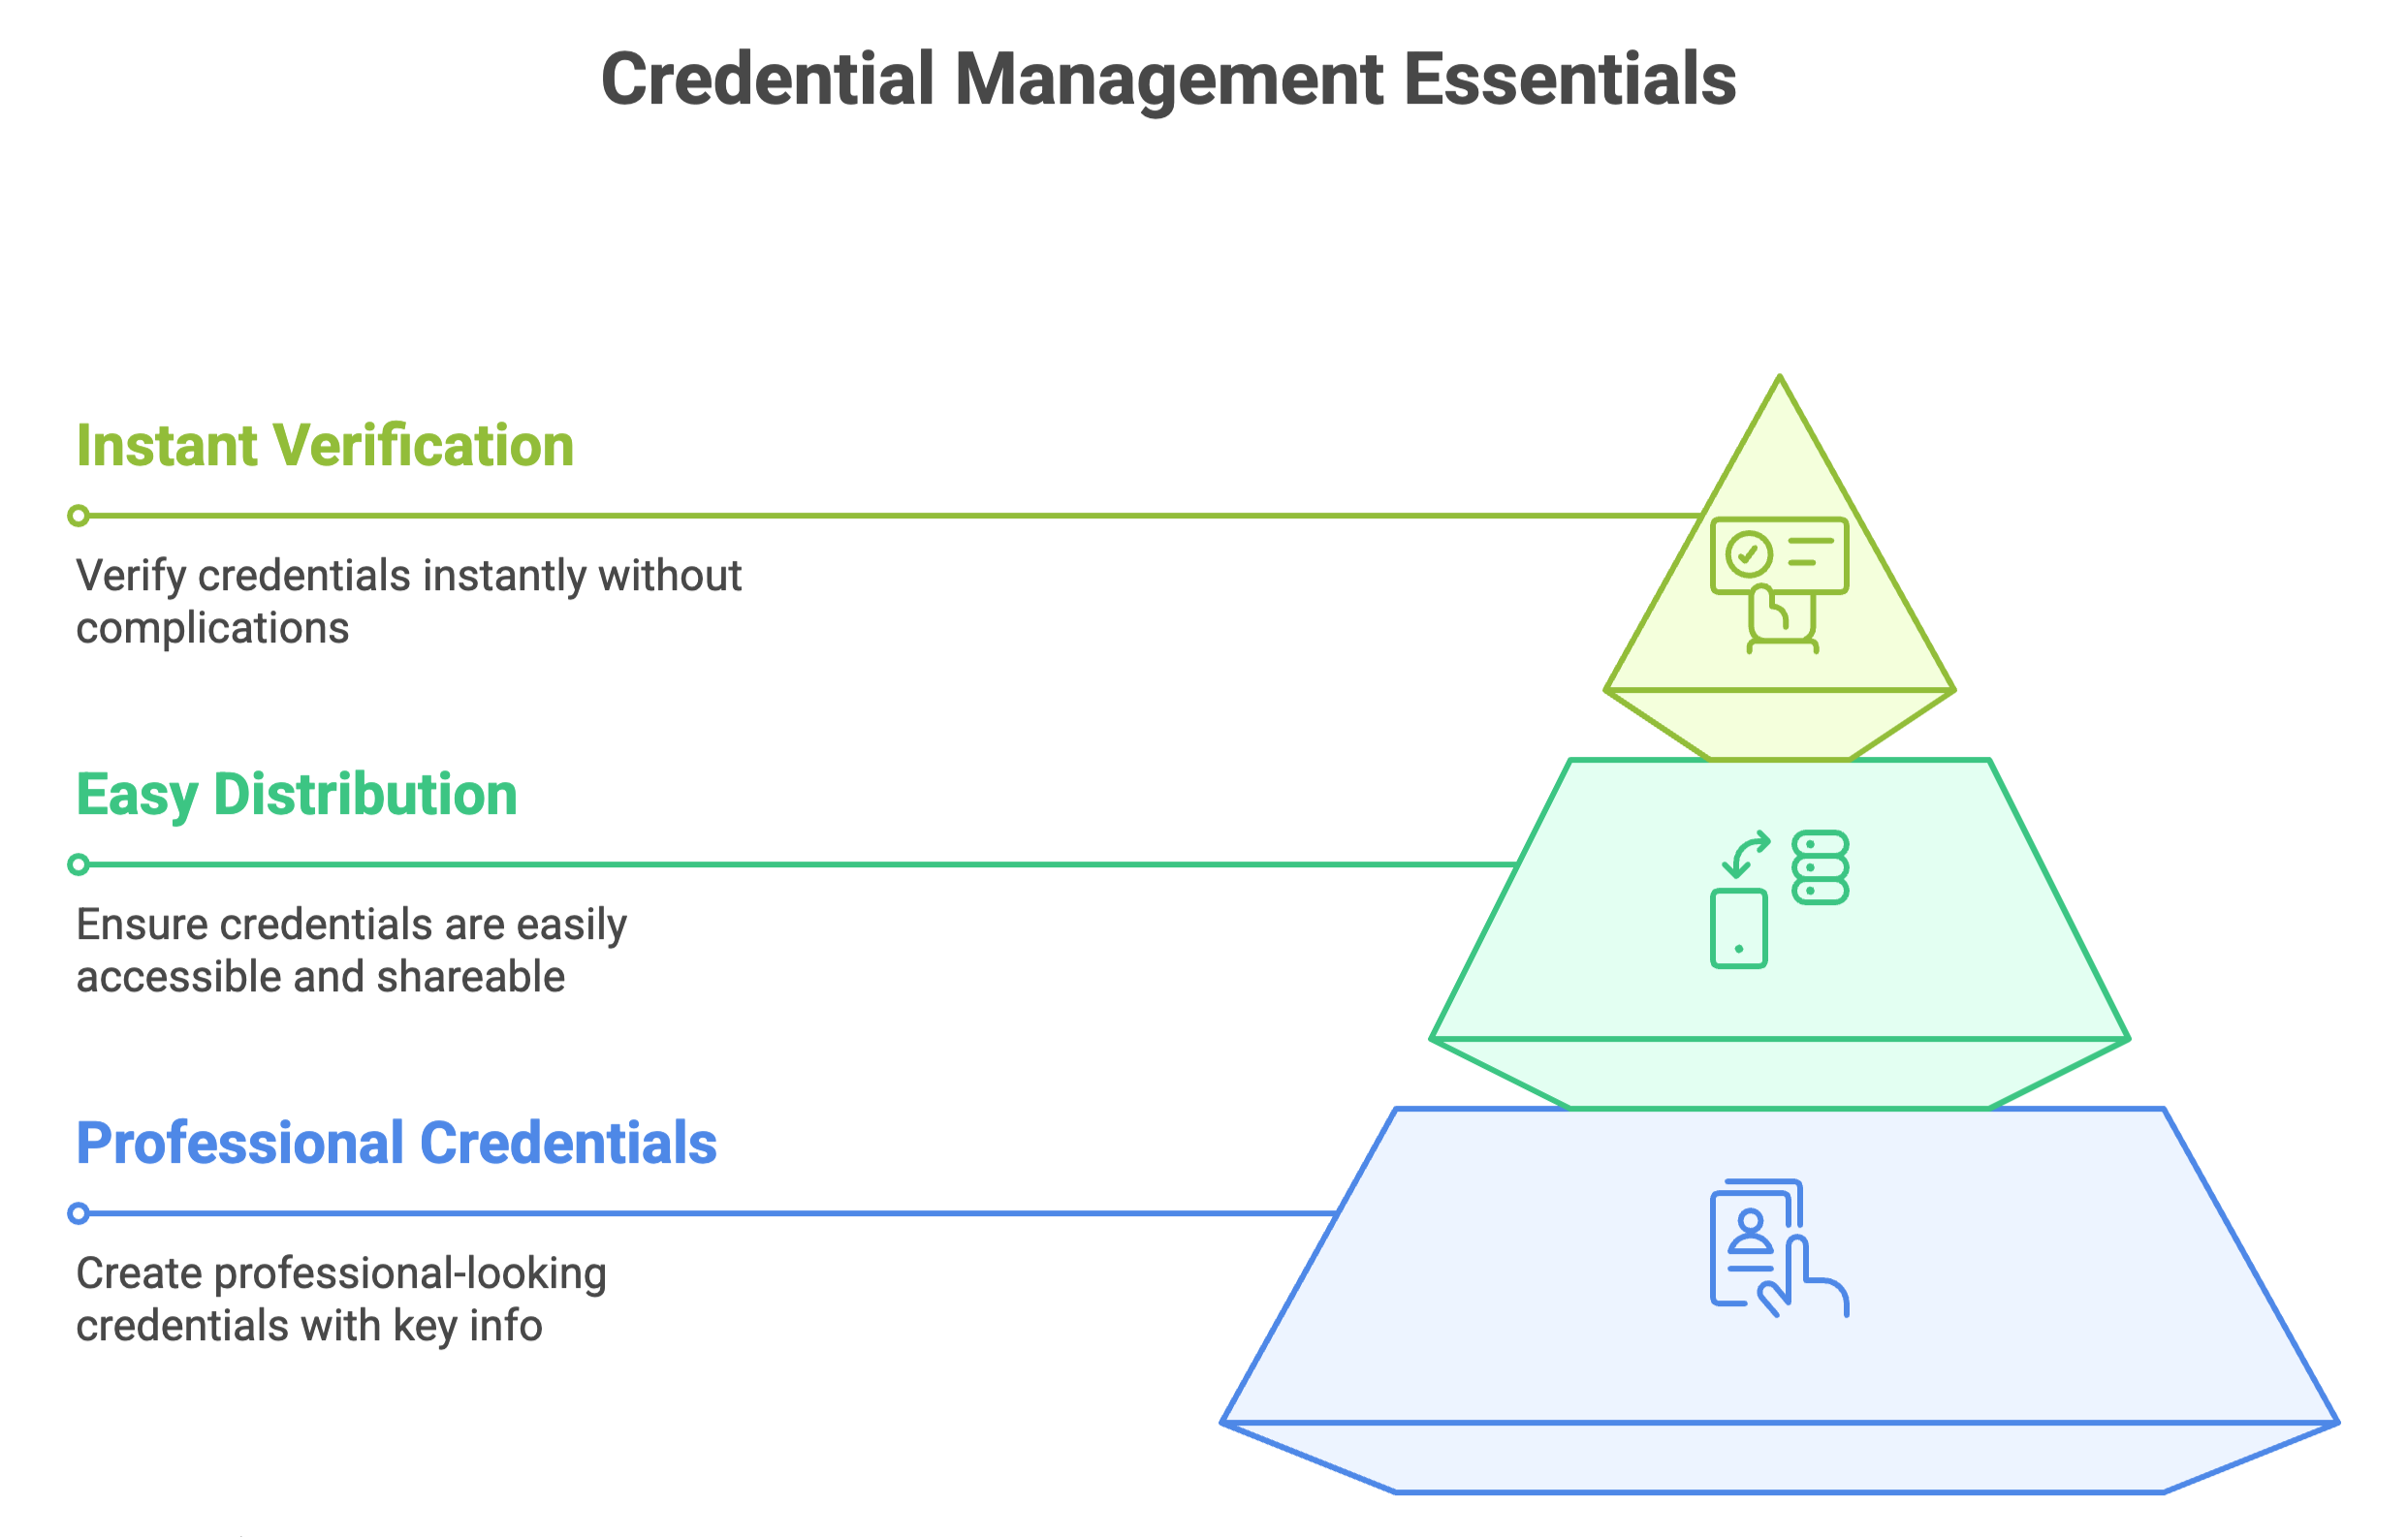 Credential Management Essentials
Instant Verification
Verify credentials instantly without
complications
Easy Distribution
Ensure credentials are easily
accessible and shareable
Professional Credentials
Create professional-looking
credentials with key info